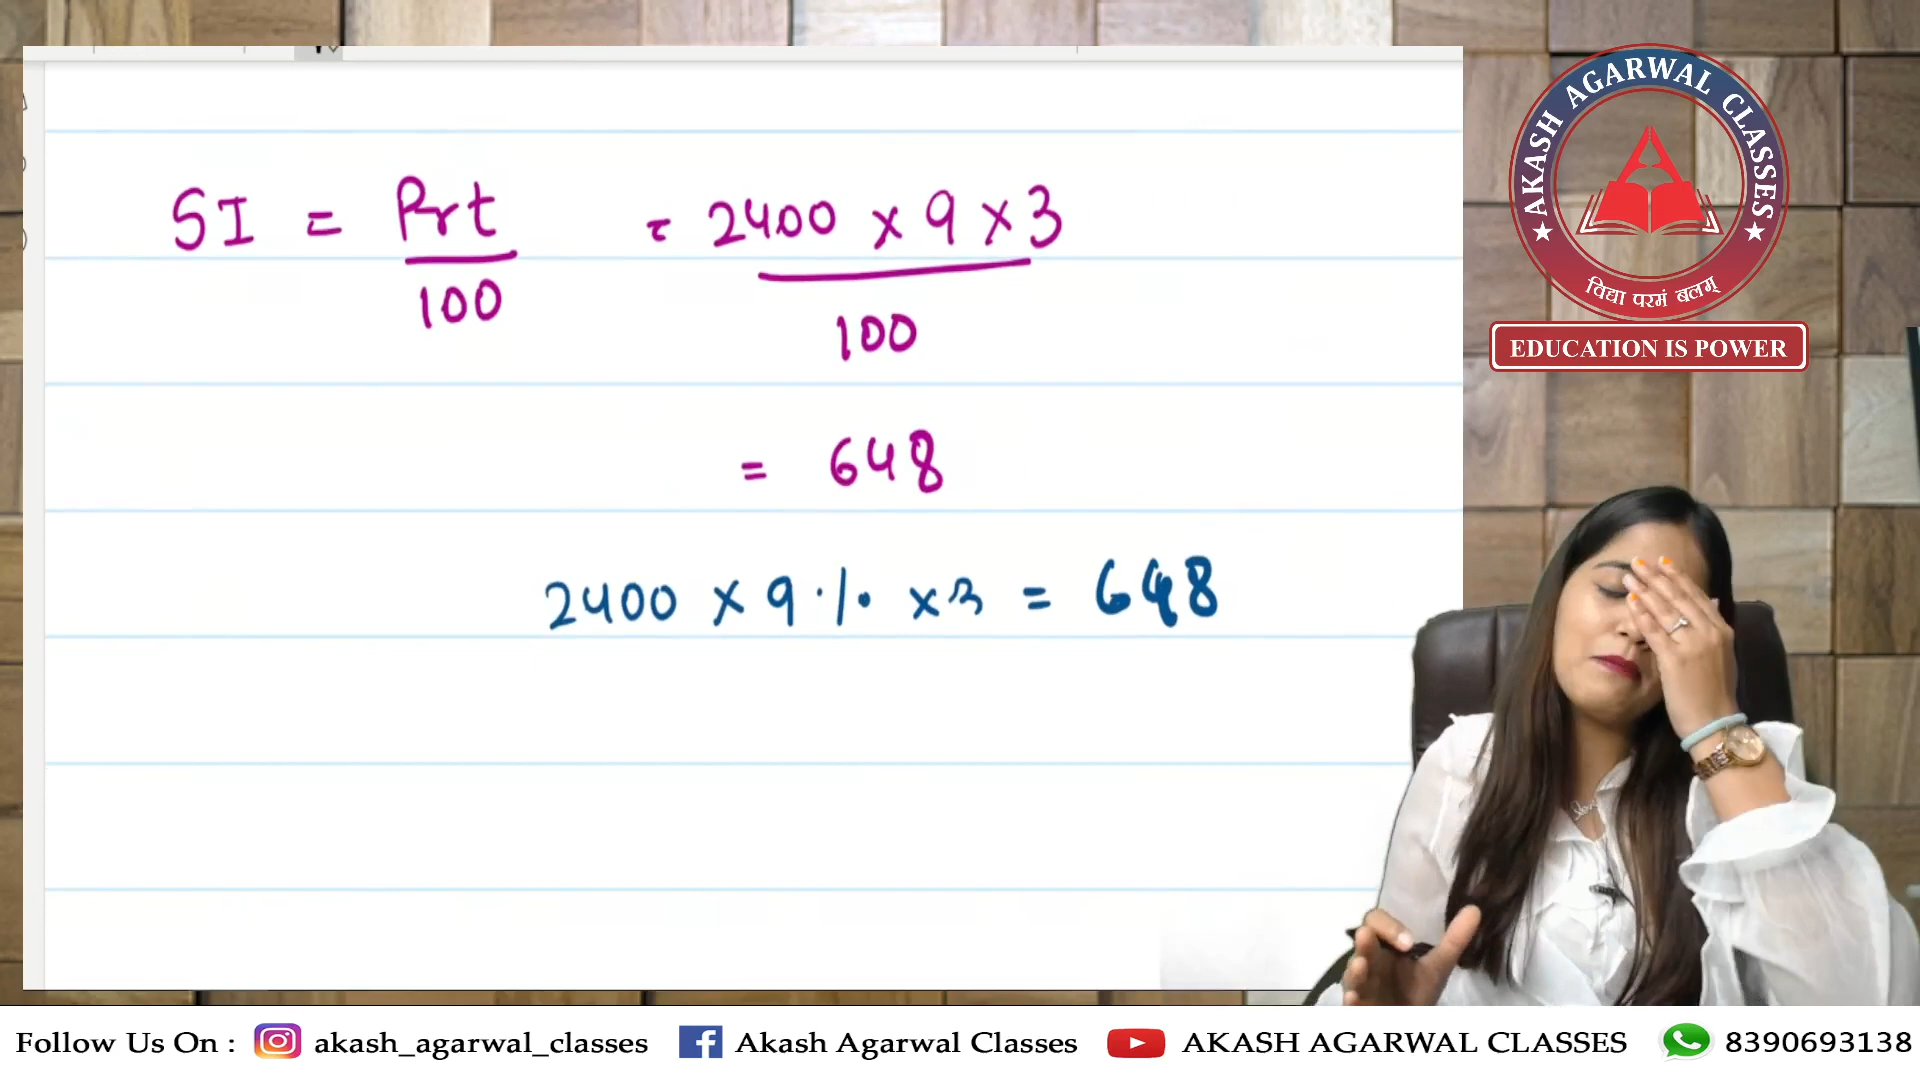 SI = Prt = 2400 x 9 x 3
100 100
= 648
2400 x 9 % x 3 = 648
AKASH AGARWAL CLASSES
विद्या परमं बलम्
EDUCATION IS POWER
Follow Us On : akash_agarwal_classes Akash Agarwal Classes AKASH AGARWAL CLASSES 8390693138